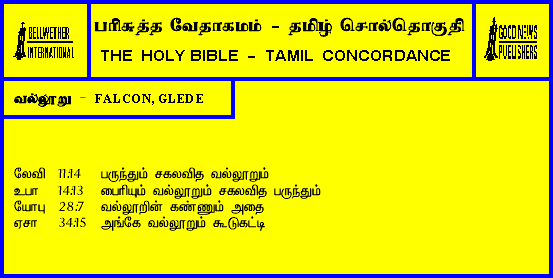 BELLWETHER
INTERNATIONAL
பரிசுத்த வேதாகமம் - தமிழ் சொல்தொகுதி
THE HOLY BIBLE - TAMIL CONCORDANCE
GOOD NEWS
PUBLISHERS
வல்லூறு - FALCON, GLEDE
லேவி 11:14 பருந்தும் சகலவித வல்லூறும்
உபா 14:13 பைரியும் வல்லூறும் சகலவித பருந்தும்
யோபு 28:7 வல்லூறின் கண்ணும் அதை
ஏசா 34:15 அங்கே வல்லூறும் கூடுகட்டி